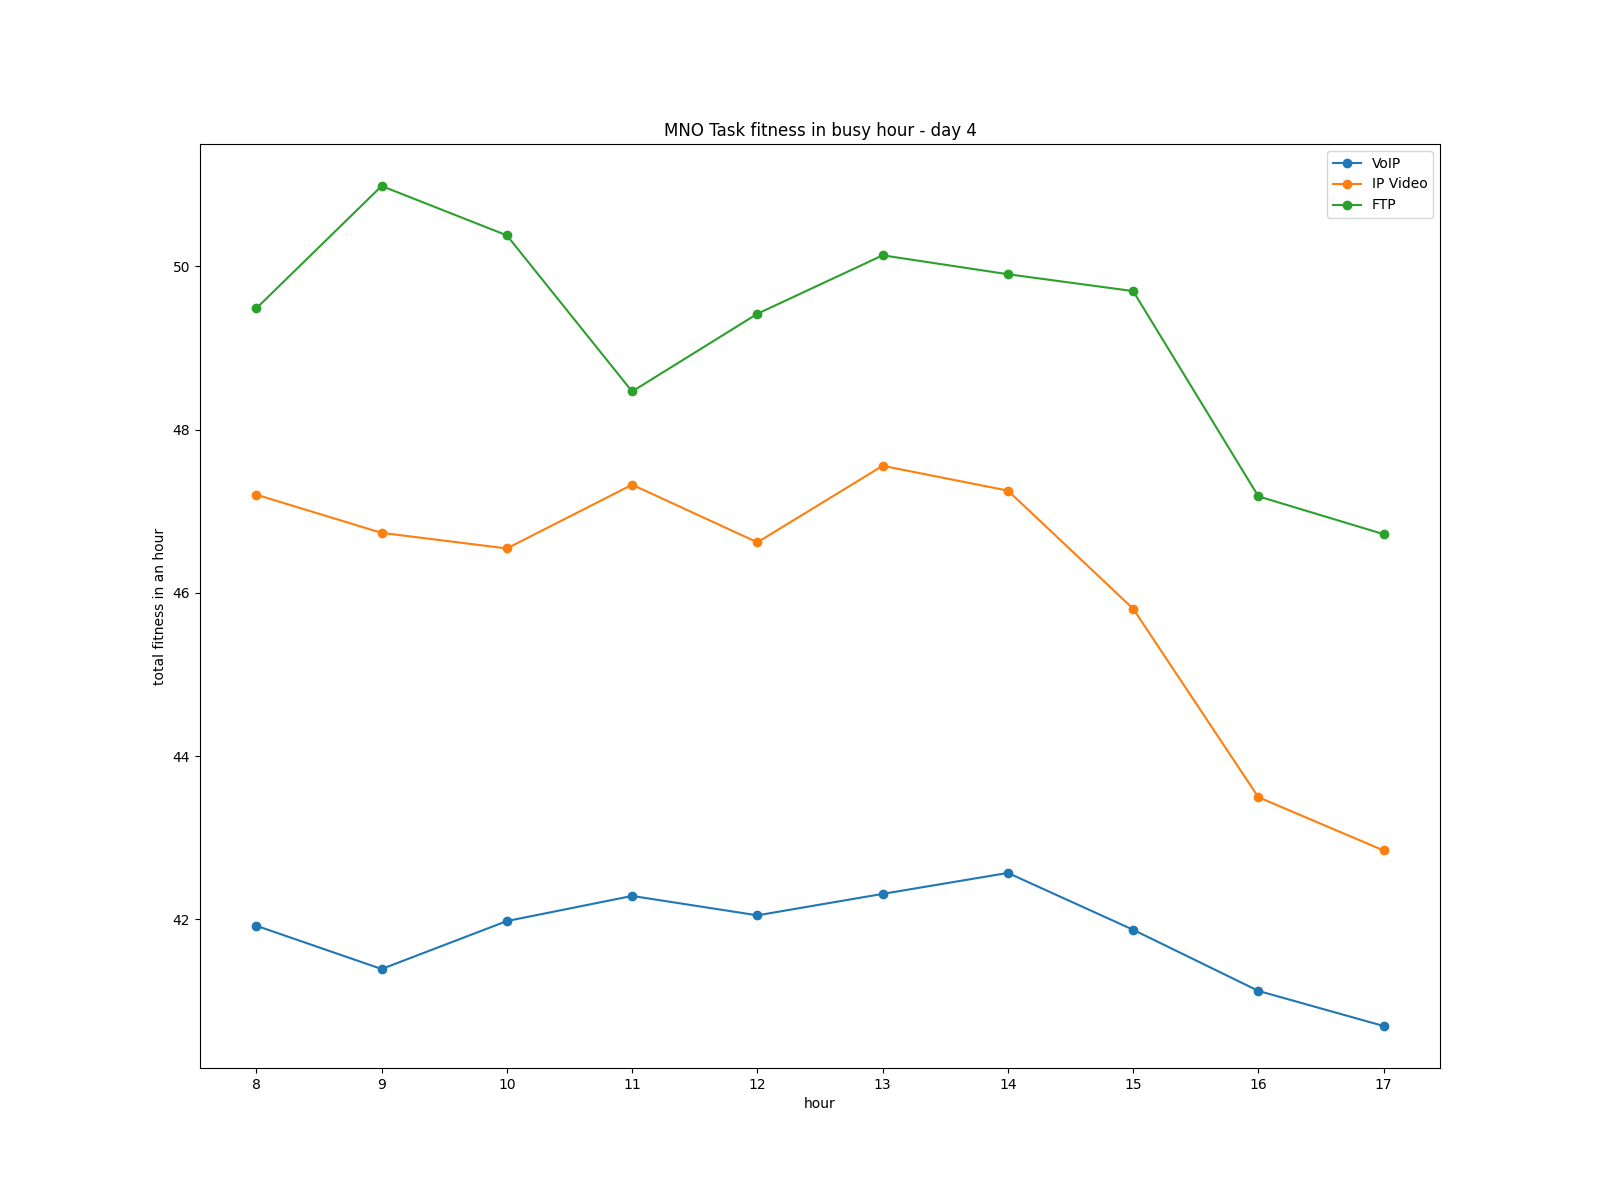 MNO Task fitness in busy hour - day 4
VoIP
IP Video
FTP
50
48
46
44
42
total fitness in an hour
8 9 10 11 12 13 14 15 16 17
hour